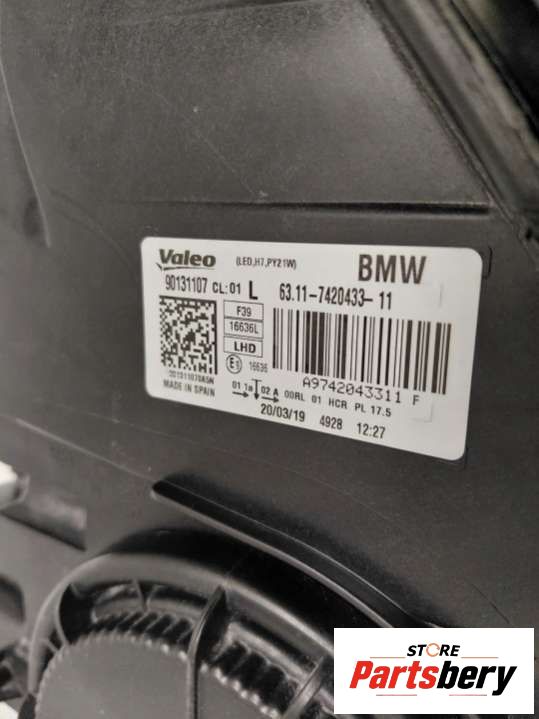 Valeo (LED,H7,PY21W) BMW
90131107 CL:01 L 63.11-7420433-11
F39
16636L
LHD
E1 16636
MADE IN SPAIN
A9742043311 F
01 1a 02 A 00RL 01 HCR PL 17.5
20/03/19 4928 12:27
STORE
Partsbery